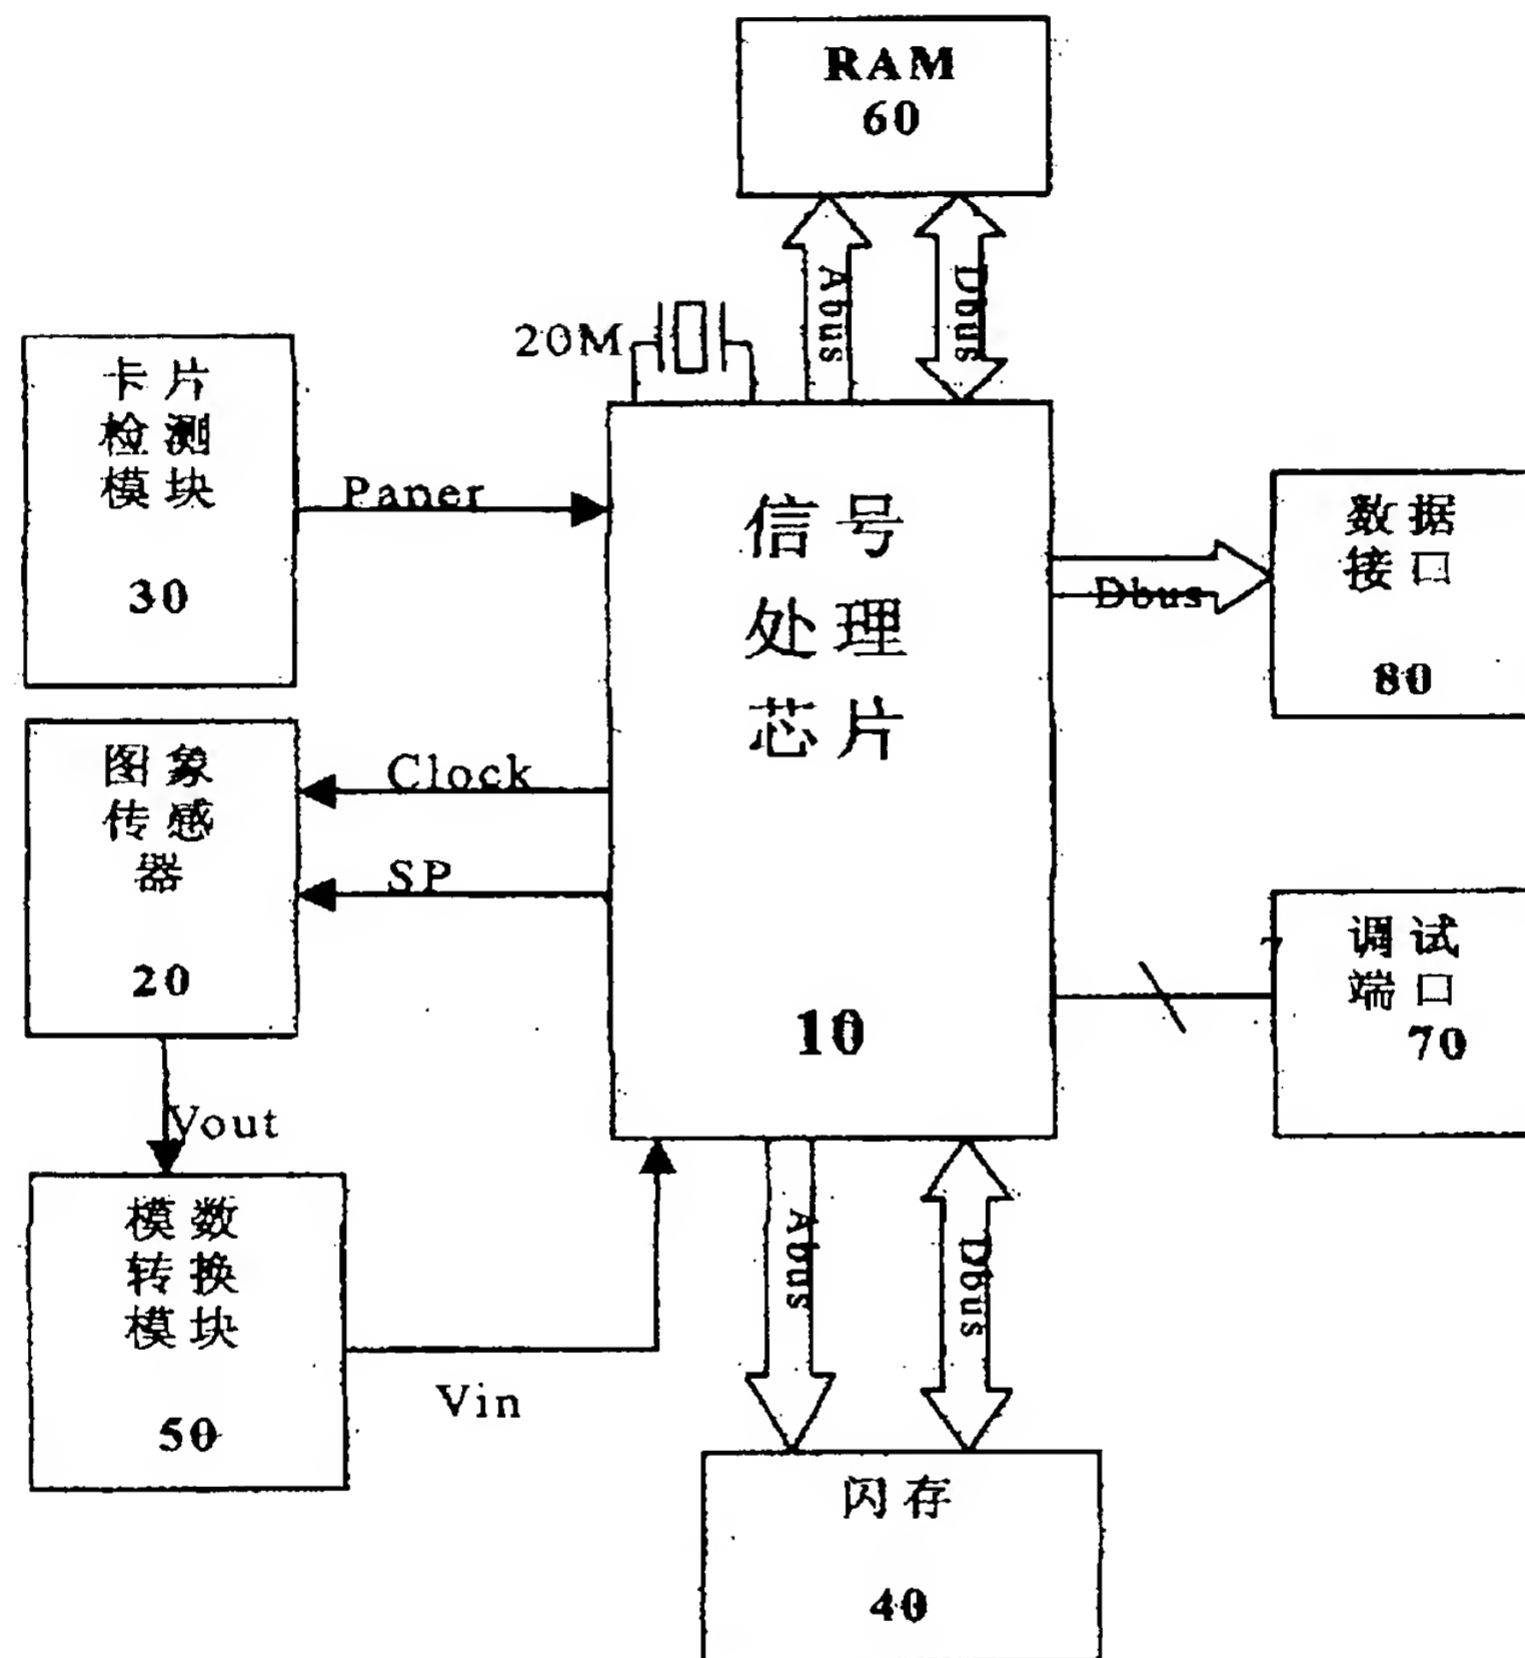 RAM
60
Abus
Dbus
20M
卡片
检测
模块
30
Paner
信号
处理
芯片
10
数据
接口
80
Dbus
图象
传感
器
20
Clock
SP
7
调试
端口
70
Vout
模数
转换
模块
50
Vin
Abus
Dbus
闪存
40